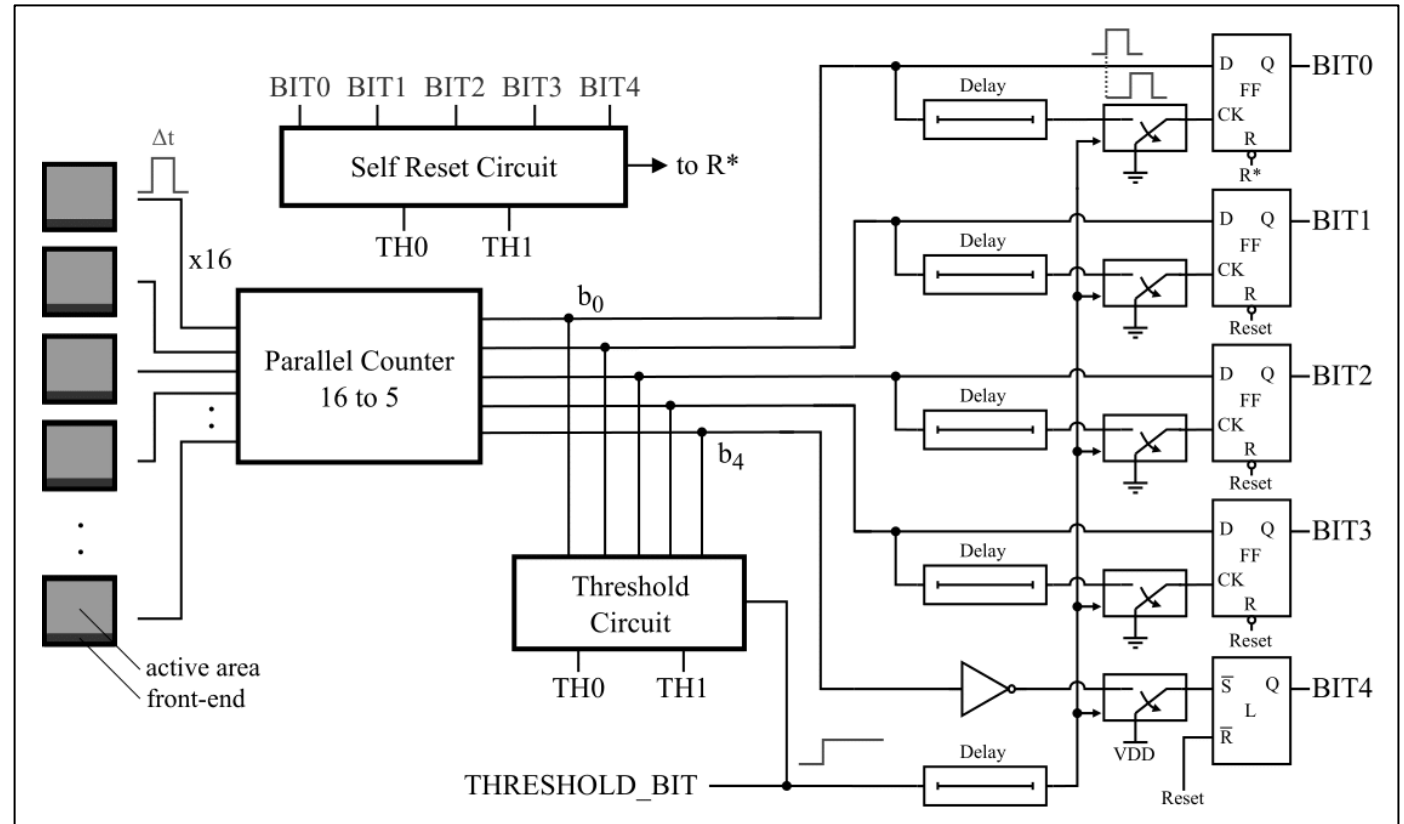 BIT0 BIT1 BIT2 BIT3 BIT4
Self Reset Circuit
to R*
TH0 TH1
Δt
x16
Parallel Counter
16 to 5
:
b₀
b₄
Threshold
Circuit
TH0 TH1
THRESHOLD_BIT
active area
front-end
:
Delay
D Q
FF
CK
R
R*
BIT0
Delay
D Q
FF
CK
R
Reset
BIT1
Delay
D Q
FF
CK
R
Reset
BIT2
Delay
D Q
FF
CK
R
Reset
BIT3
VDD
S̅ Q
L
R̅
Reset
BIT4
Delay